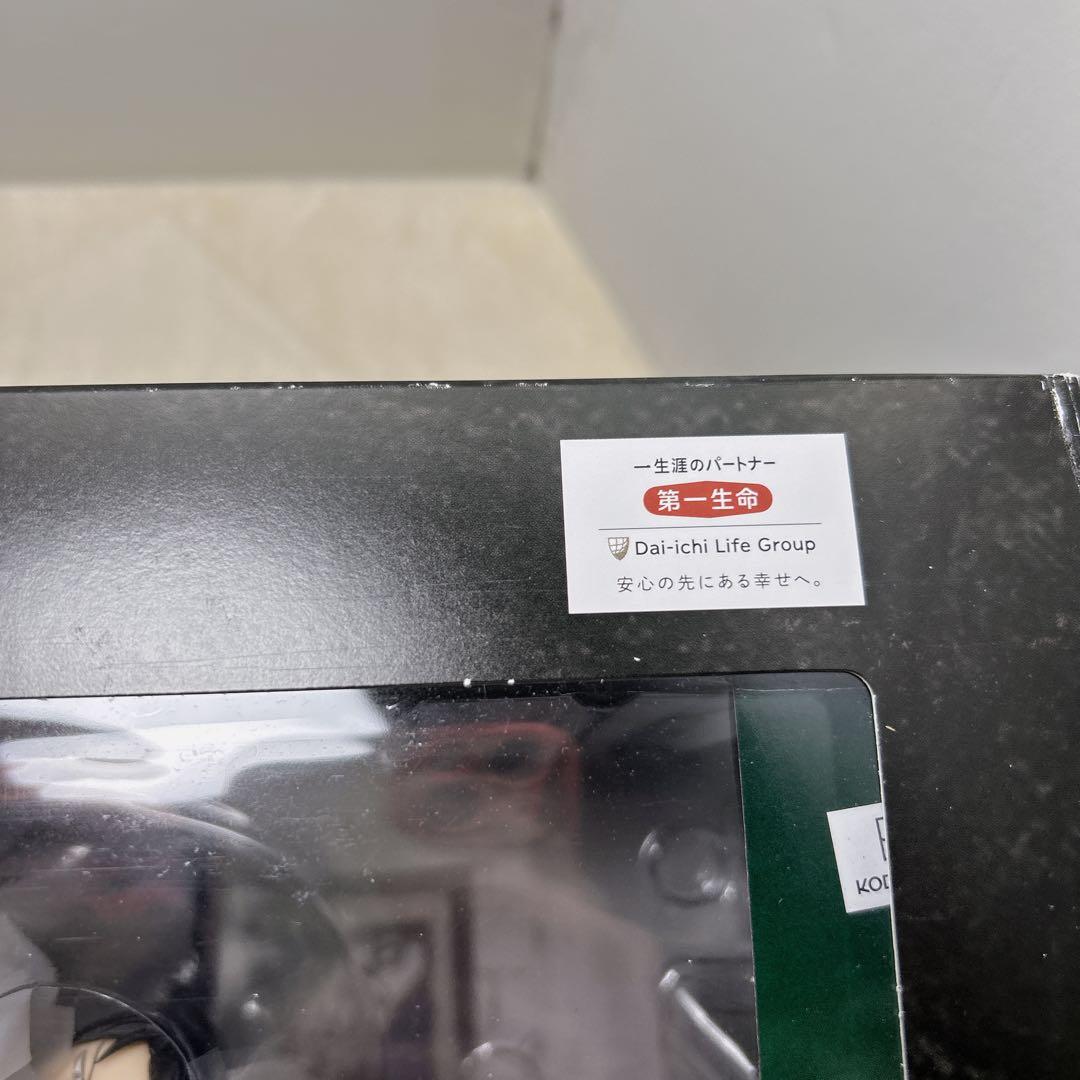 一生涯のパートナー
第一生命
Dai-ichi Life Group
安心の先にある幸せへ。